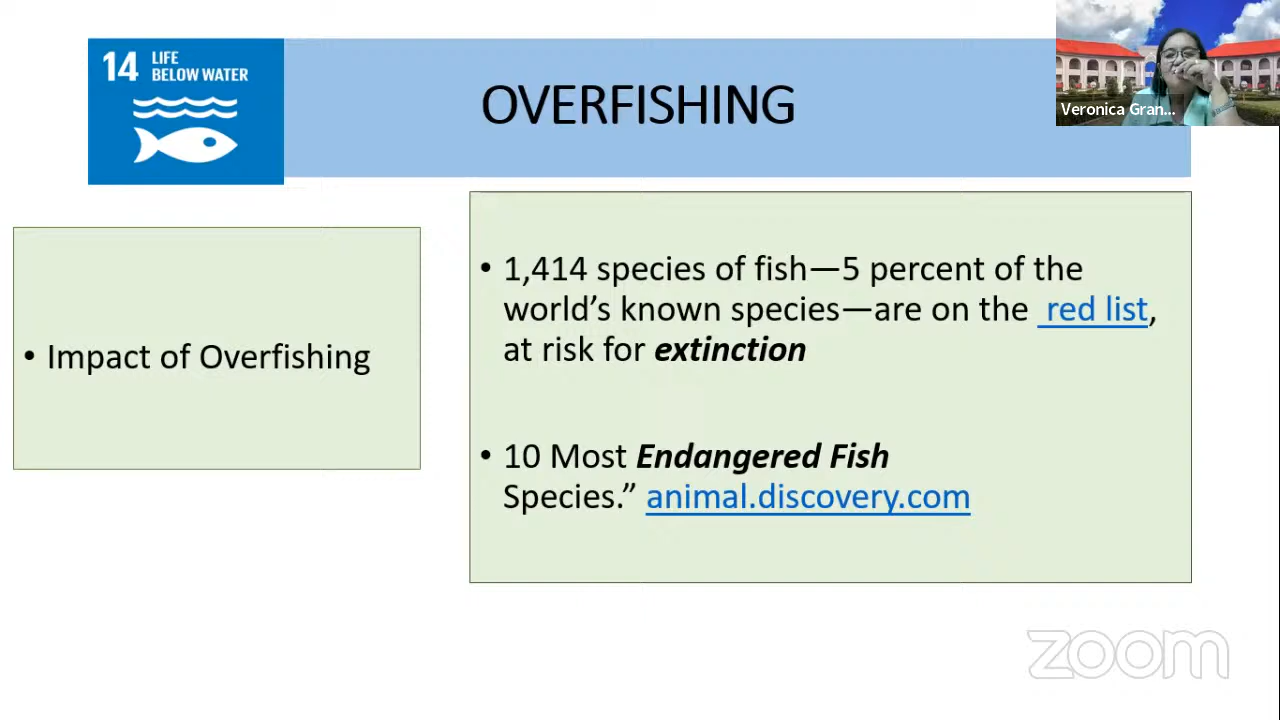 14 LIFE
BELOW WATER
OVERFISHING
Veronica Gran...
• Impact of Overfishing
• 1,414 species of fish—5 percent of the
world’s known species—are on the  red list,
at risk for extinction
• 10 Most Endangered Fish
Species.” animal.discovery.com
zoom